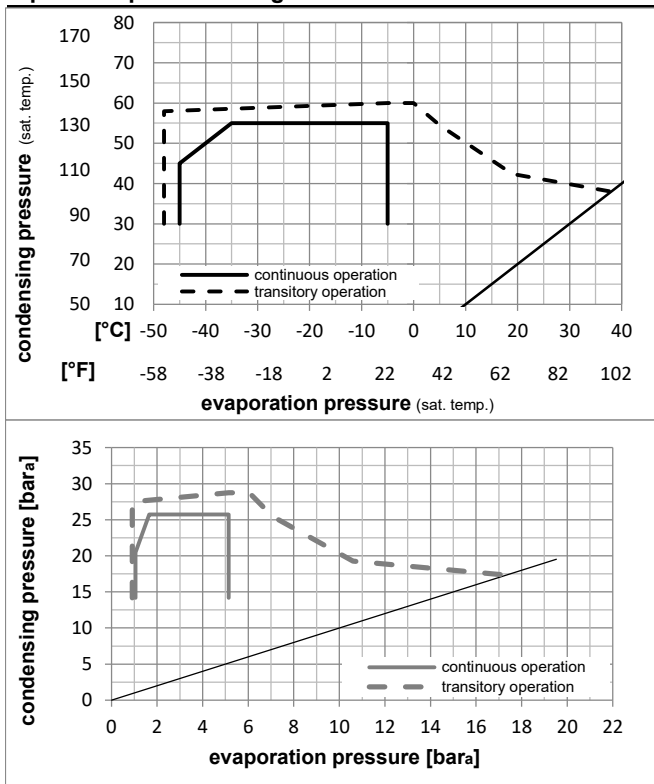 170 80
70
150
60
130
50
110
40
90
30
70
20
50 10
condensing pressure (sat. temp.)
continuous operation
transitory operation
[°C] -50 -40 -30 -20 -10 0 10 20 30 40
[°F] -58 -38 -18 2 22 42 62 82 102
evaporation pressure (sat. temp.)
35
30
25
20
15
10
5
0
condensing pressure [bara]
continuous operation
transitory operation
0 2 4 6 8 10 12 14 16 18 20 22
evaporation pressure [bara]